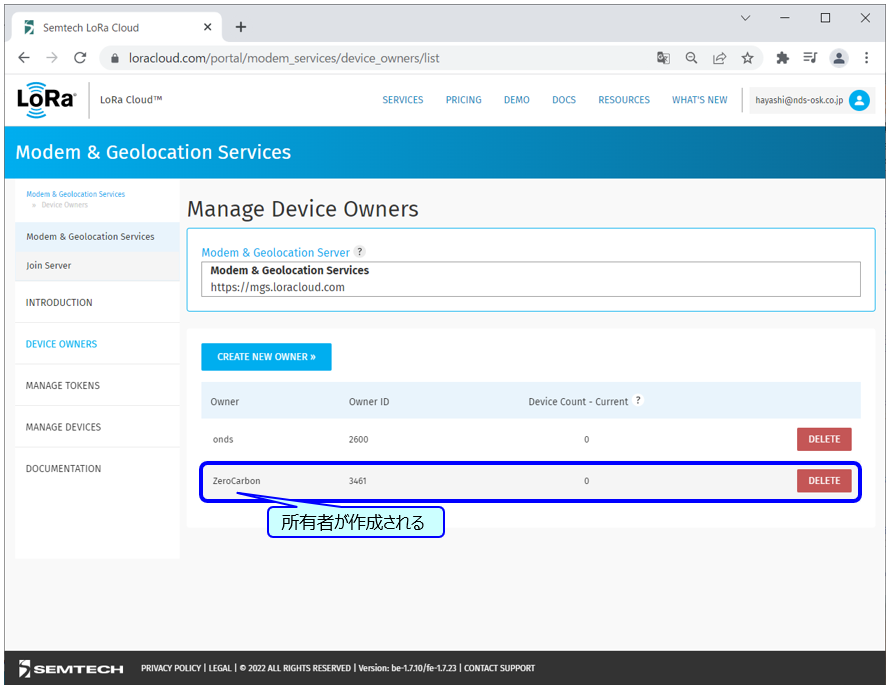 Semtech LoRa Cloud
loracloud.com/portal/modem_services/device_owners/list
LoRa
LoRa Cloud™
SERVICES PRICING DEMO DOCS RESOURCES WHAT'S NEW
hayashi@nds-osk.co.jp
Modem & Geolocation Services
Modem & Geolocation Services
» Device Owners
Modem & Geolocation Services
Join Server
INTRODUCTION
DEVICE OWNERS
MANAGE TOKENS
MANAGE DEVICES
DOCUMENTATION
Manage Device Owners
Modem & Geolocation Server ?
Modem & Geolocation Services
https://mgs.loracloud.com
CREATE NEW OWNER »
Owner Owner ID Device Count - Current ?
onds 2600 0 DELETE
ZeroCarbon 3461 0 DELETE
所有者が作成される
SEMTECH
PRIVACY POLICY | LEGAL | © 2022 ALL RIGHTS RESERVED | Version: be-1.7.10/fe-1.7.23 | CONTACT SUPPORT